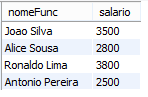 nomeFunc salario
Joao Silva 3500
Alice Sousa 2800
Ronaldo Lima 3800
Antonio Pereira 2500